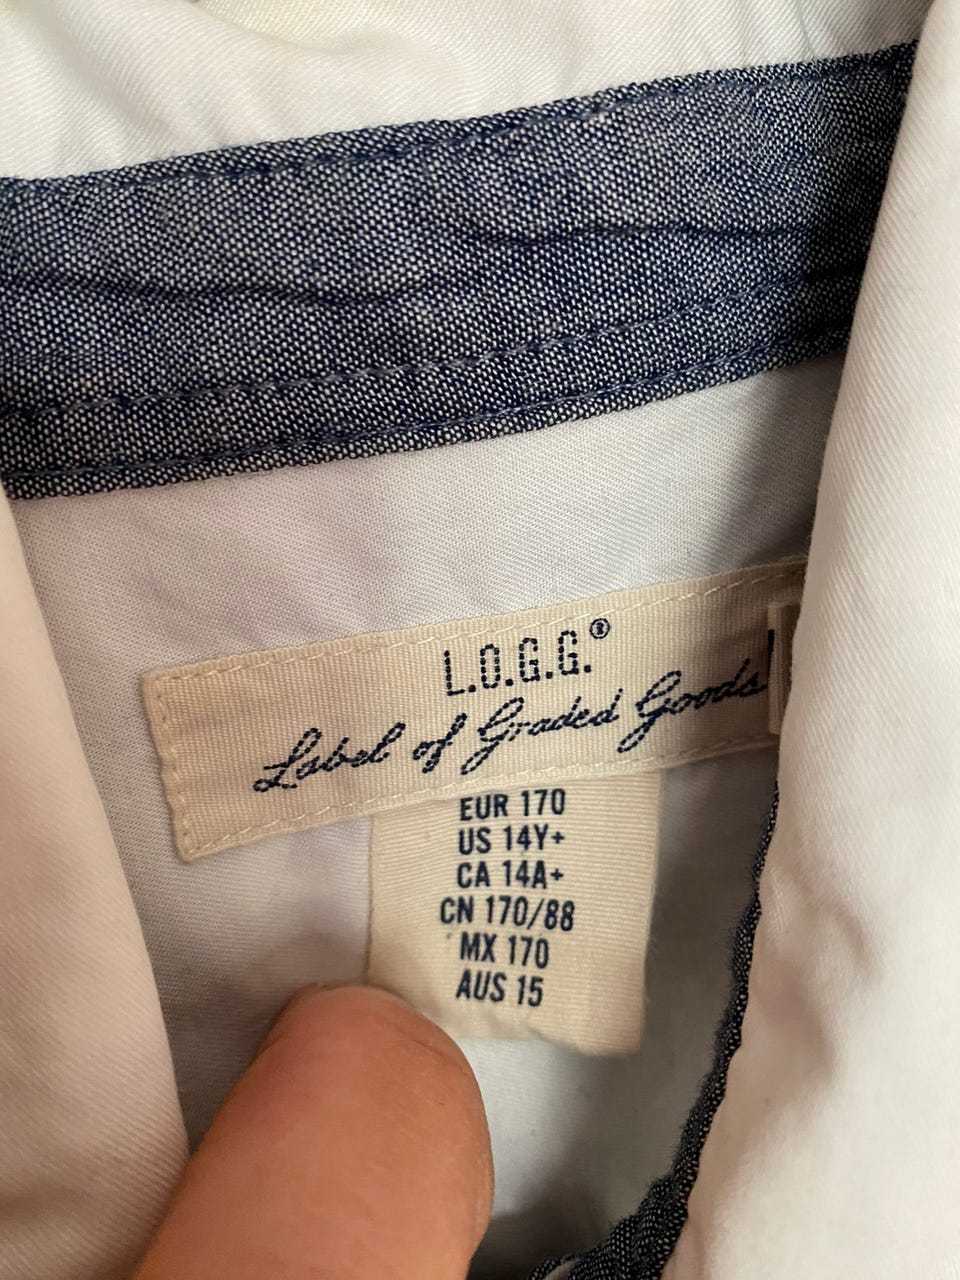 L.O.G.G.®
Label of Graded Goods
EUR 170
US 14Y+
CA 14A+
CN 170/88
MX 170
AUS 15